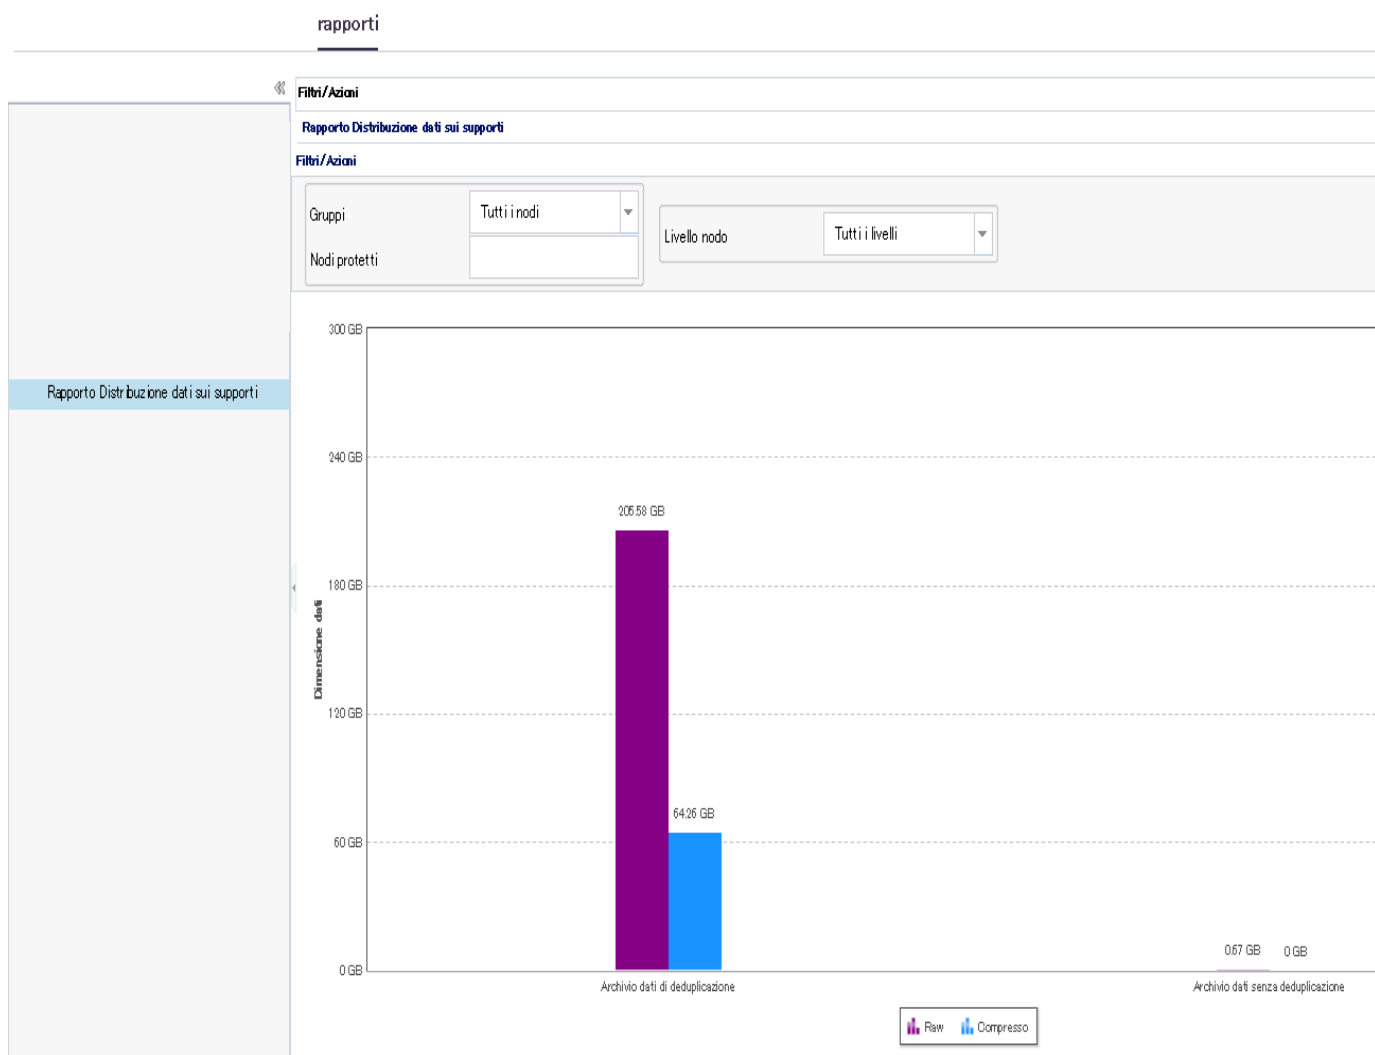 rapporti
Filtri/Azioni
Rapporto Distribuzione dati sui supporti
Filtri/Azioni
Gruppi
Tutti i nodi
Livello nodo
Tutti i livelli
Nodi protetti
Rapporto Distribuzione dati sui supporti
300 GB
240 GB
205.58 GB
180 GB
Dimensione dati
120 GB
64.26 GB
60 GB
0.67 GB
0 GB
0 GB
Archivio dati di deduplicazione
Archivio dati senza deduplicazione
Raw
Compresso